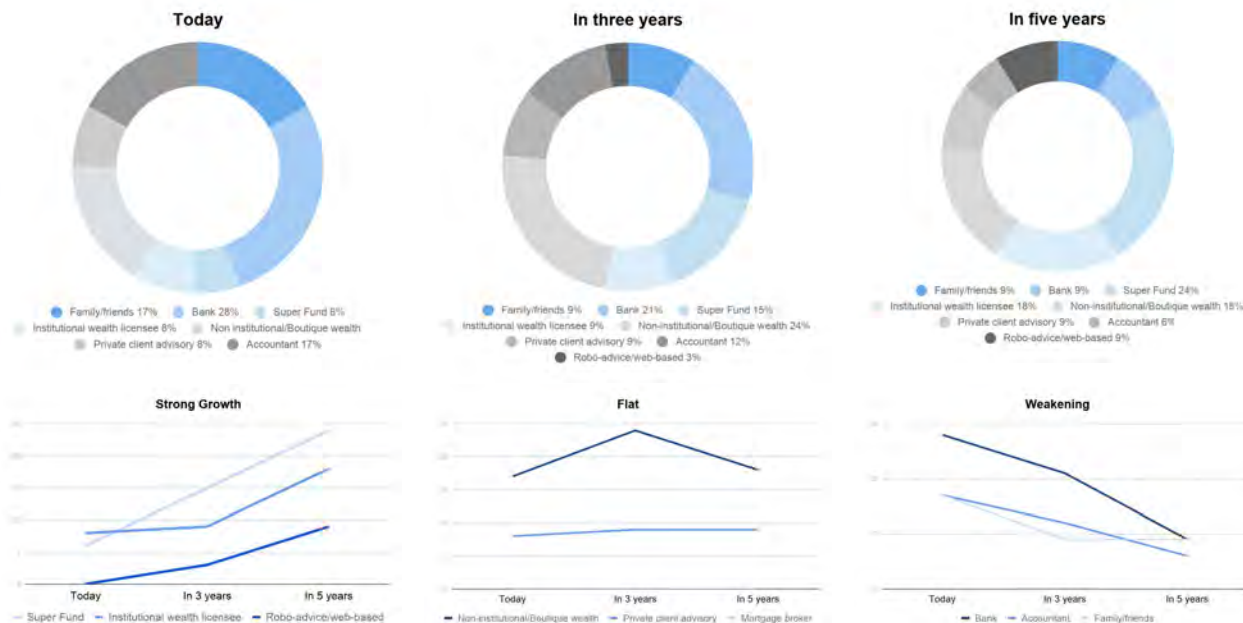 Today
In three years
In five years
Family/friends 17% Bank 28% Super Fund 6%
Institutional wealth licensee 8% Non institutional/Boutique wealth
Private client advisory 8% Accountant 17%
Family/friends 9% Bank 21% Super Fund 15%
Institutional wealth licensee 9% Non-institutional/Boutique wealth 24%
Private client advisory 9% Accountant 12%
Robo-advice/web-based 3%
Family/friends 9% Bank 9% Super Fund 24%
Institutional wealth licensee 18% Non-institutional/Boutique wealth 18%
Private client advisory 9% Accountant 6%
Robo-advice/web-based 9%
Strong Growth
Today In 3 years In 5 years
Super Fund Institutional wealth licensee Robo-advice/web-based
Flat
Today In 3 years In 5 years
Non-institutional/Boutique wealth Private client advisory Mortgage broker
Weakening
Today In 3 years In 5 years
Bank Accountant Family/friends